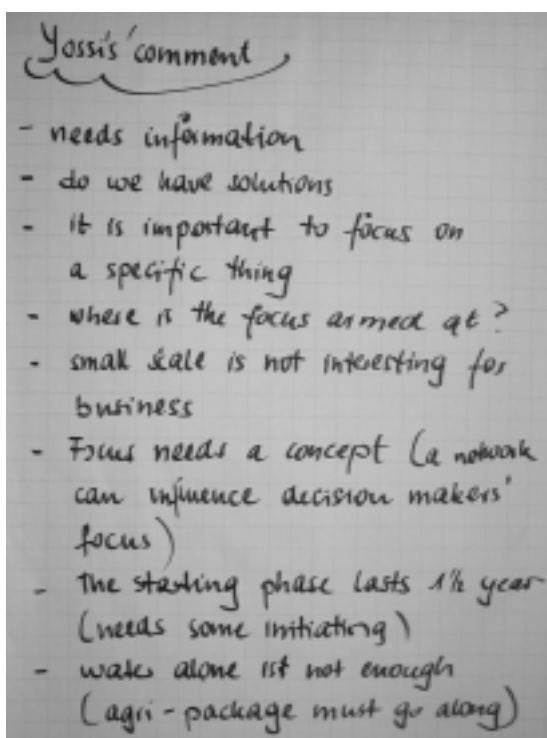 Yossi's' comment
- needs information
- do we have solutions
- it is important to focus on
a specific thing
- where is the focus armed at?
- small scale is not interesting for
business
- Focus needs a concept (a network
can influence decision makers'
focus)
- The starting phase lasts 1½ year
(needs some initiating)
- water alone ist not enough
(agri-package must go along)